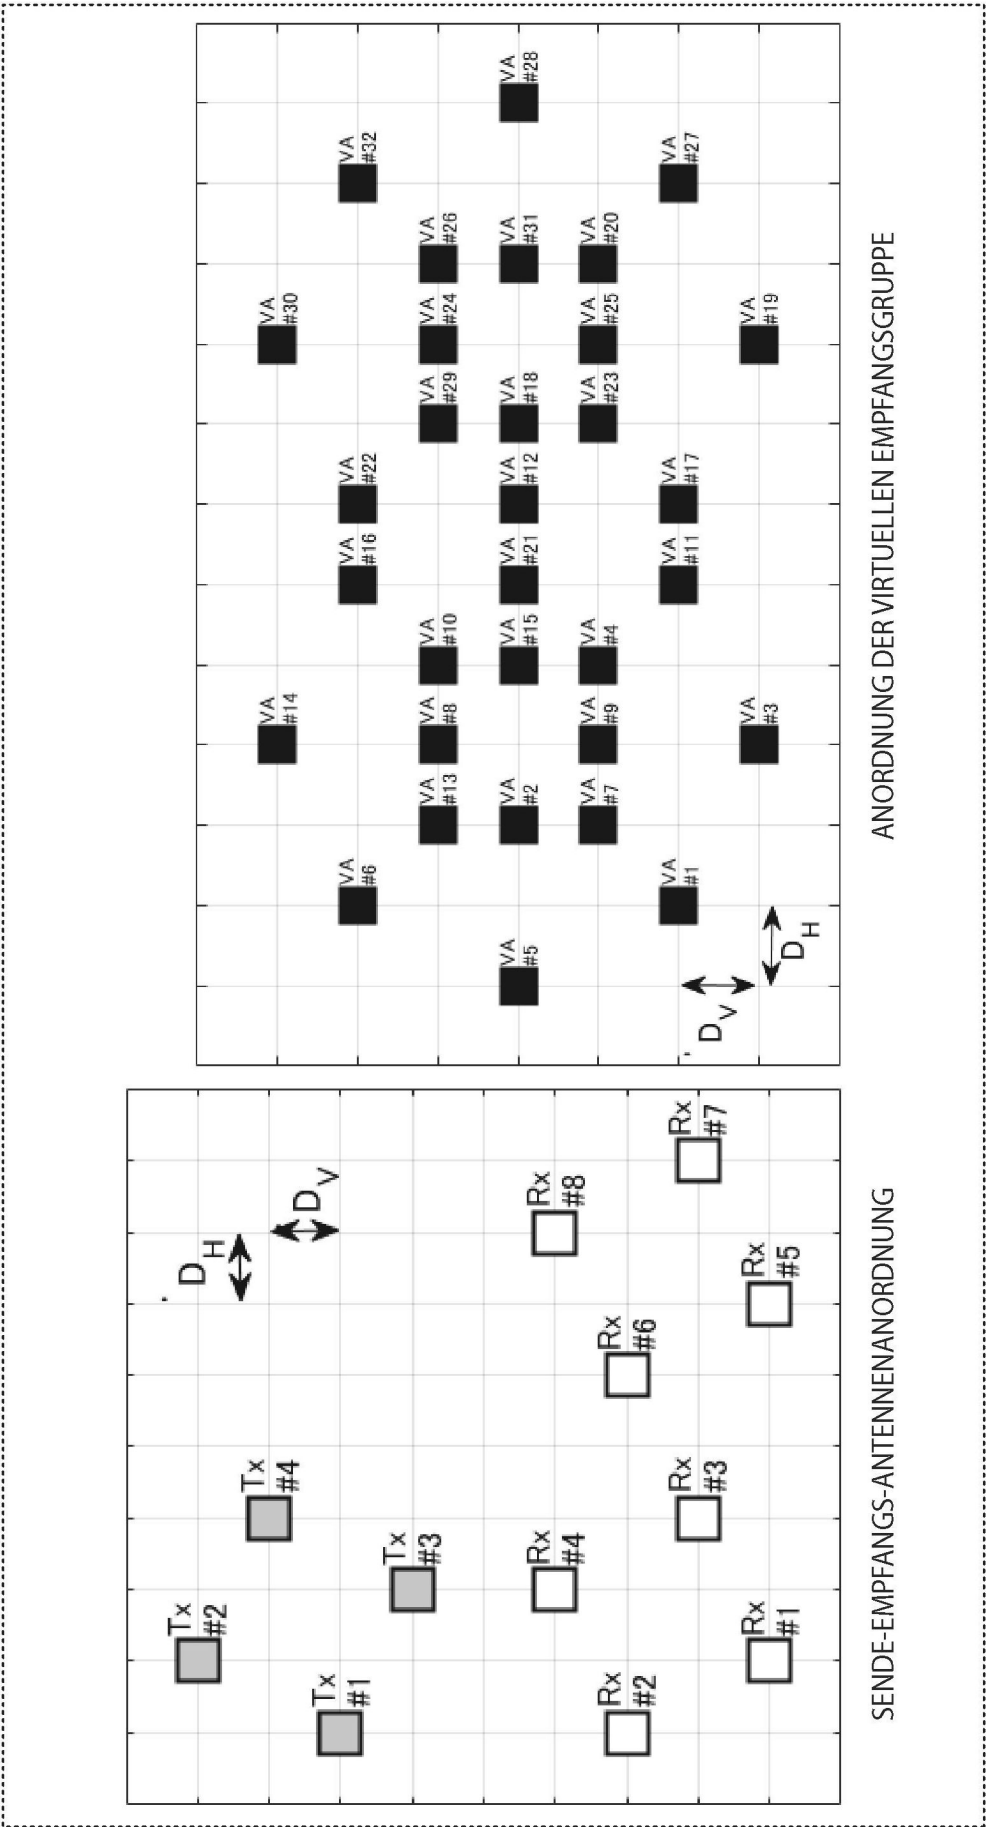 Tx
#2
DH
Tx
#4
DV
Tx
#1
Tx
#3
Rx
#4
Rx
#8
Rx
#2
Rx
#6
Rx
#3
Rx
#7
Rx
#1
Rx
#5
SENDE-EMPFANGS-ANTENNENANORDNUNG
VA
#14
VA
#30
VA
#6
VA
#16
VA
#22
VA
#32
VA
#13
VA
#8
VA
#10
VA
#29
VA
#24
VA
#26
VA
#5
VA
#2
VA
#15
VA
#21
VA
#12
VA
#18
VA
#31
VA
#28
VA
#7
VA
#9
VA
#4
VA
#23
VA
#25
VA
#20
VA
#1
VA
#11
VA
#17
VA
#27
DV
VA
#3
VA
#19
DH
ANORDNUNG DER VIRTUELLEN EMPFANGSGRUPPE